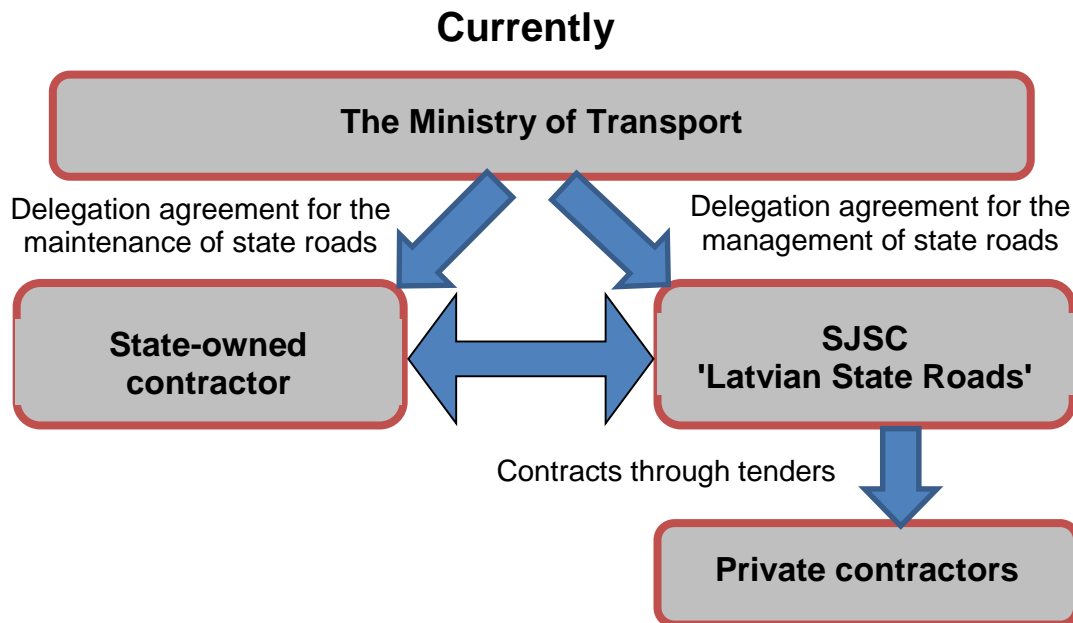 Currently
The Ministry of Transport
Delegation agreement for the
maintenance of state roads
Delegation agreement for the
management of state roads
State-owned
contractor
SJSC
'Latvian State Roads'
Contracts through tenders
Private contractors